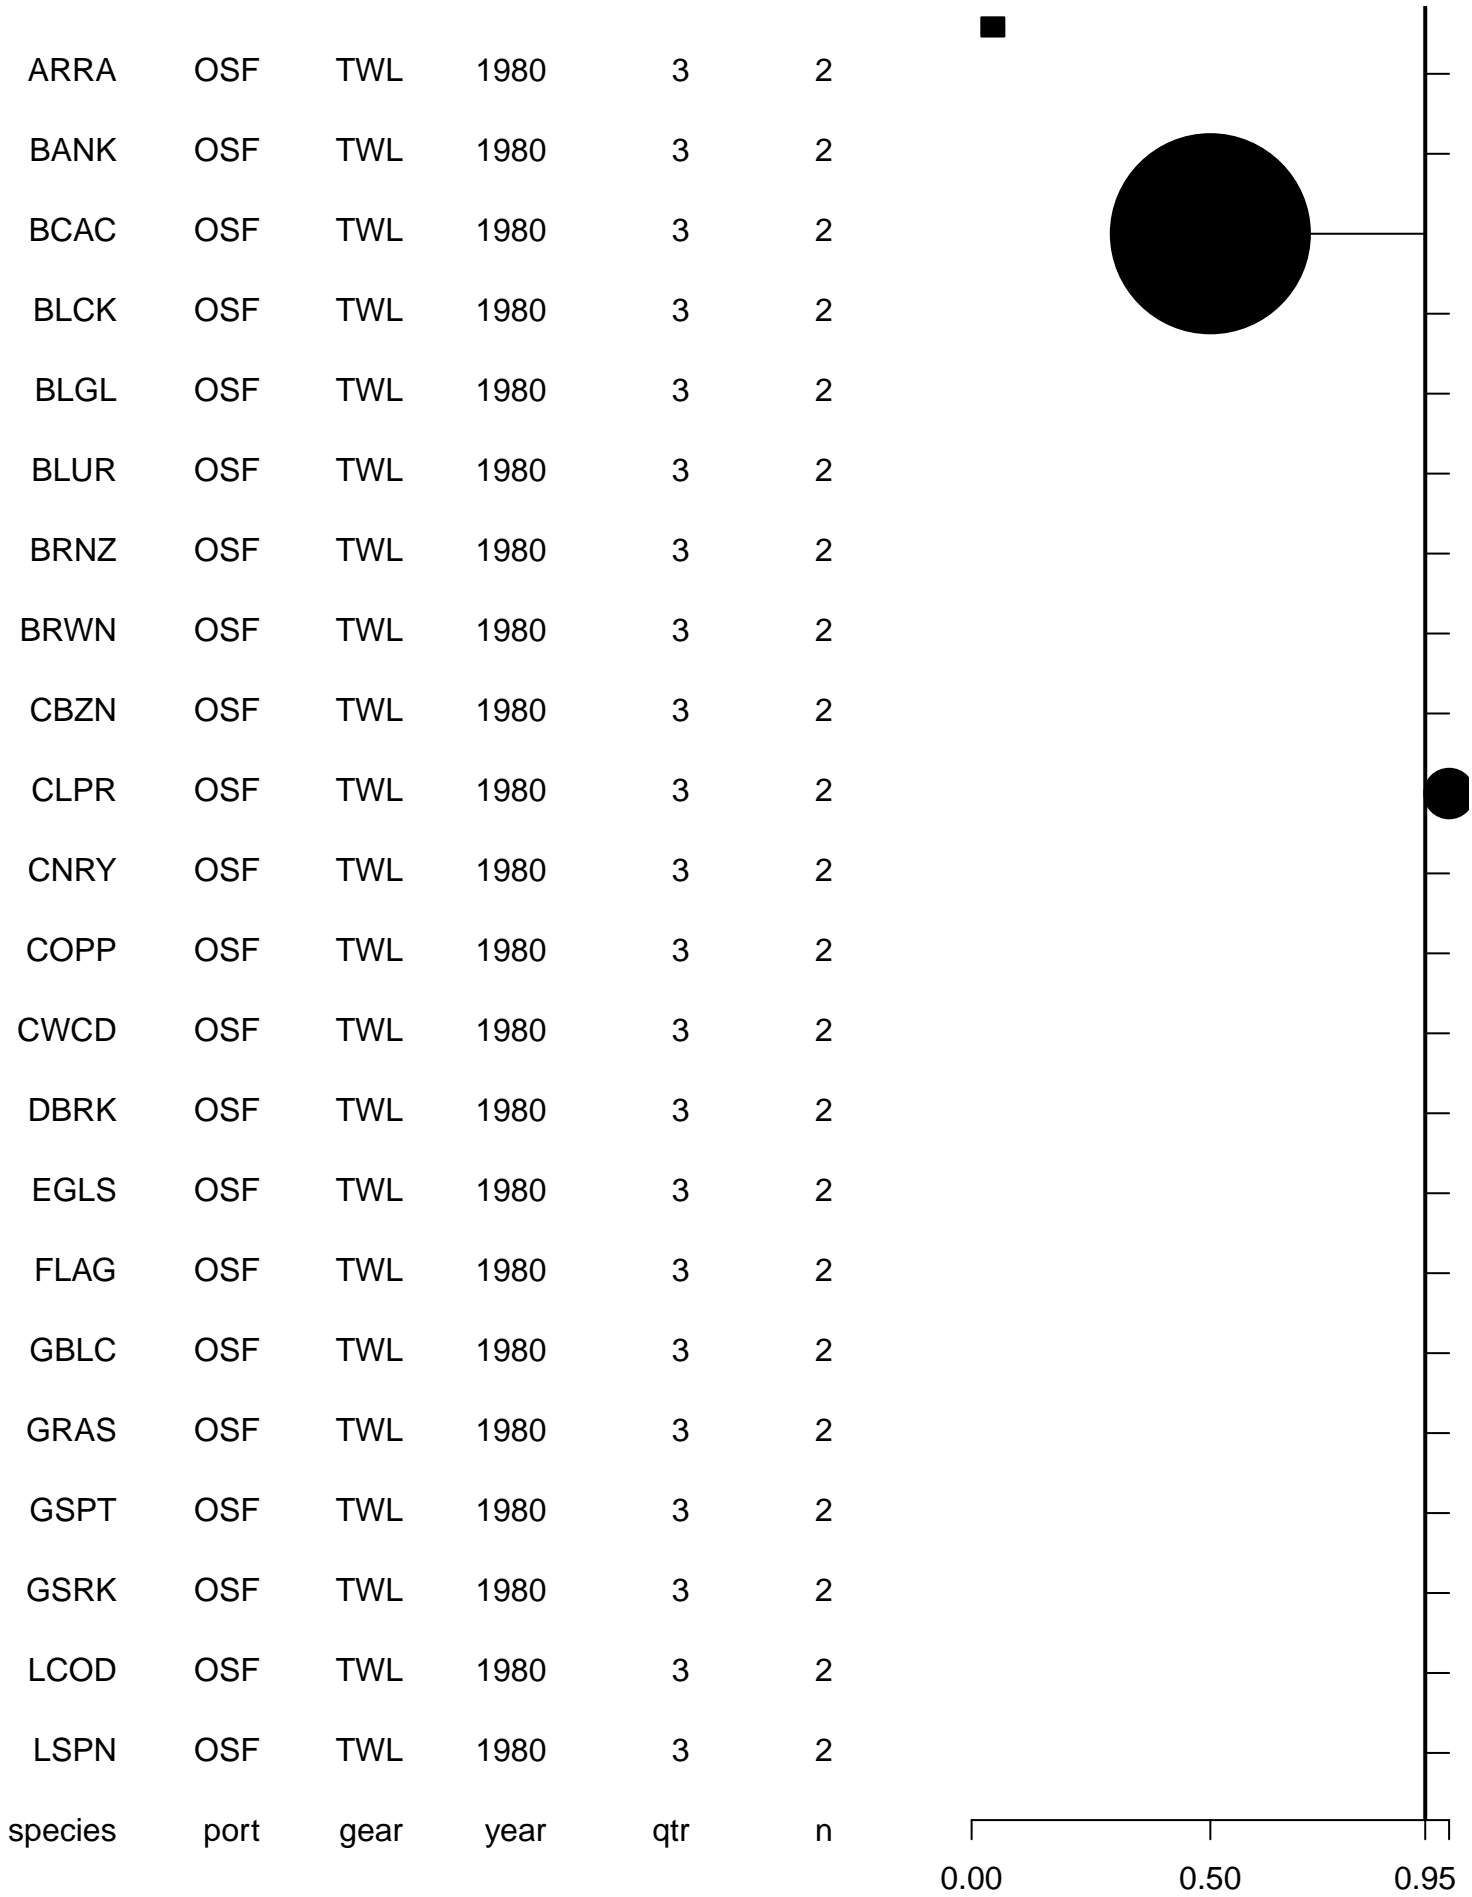 ARRA OSF TWL 1980 3 2
BANK OSF TWL 1980 3 2
BCAC OSF TWL 1980 3 2
BLCK OSF TWL 1980 3 2
BLGL OSF TWL 1980 3 2
BLUR OSF TWL 1980 3 2
BRNZ OSF TWL 1980 3 2
BRWN OSF TWL 1980 3 2
CBZN OSF TWL 1980 3 2
CLPR OSF TWL 1980 3 2
CNRY OSF TWL 1980 3 2
COPP OSF TWL 1980 3 2
CWCD OSF TWL 1980 3 2
DBRK OSF TWL 1980 3 2
EGLS OSF TWL 1980 3 2
FLAG OSF TWL 1980 3 2
GBLC OSF TWL 1980 3 2
GRAS OSF TWL 1980 3 2
GSPT OSF TWL 1980 3 2
GSRK OSF TWL 1980 3 2
LCOD OSF TWL 1980 3 2
LSPN OSF TWL 1980 3 2
species port gear year qtr n
0.00 0.50 0.95